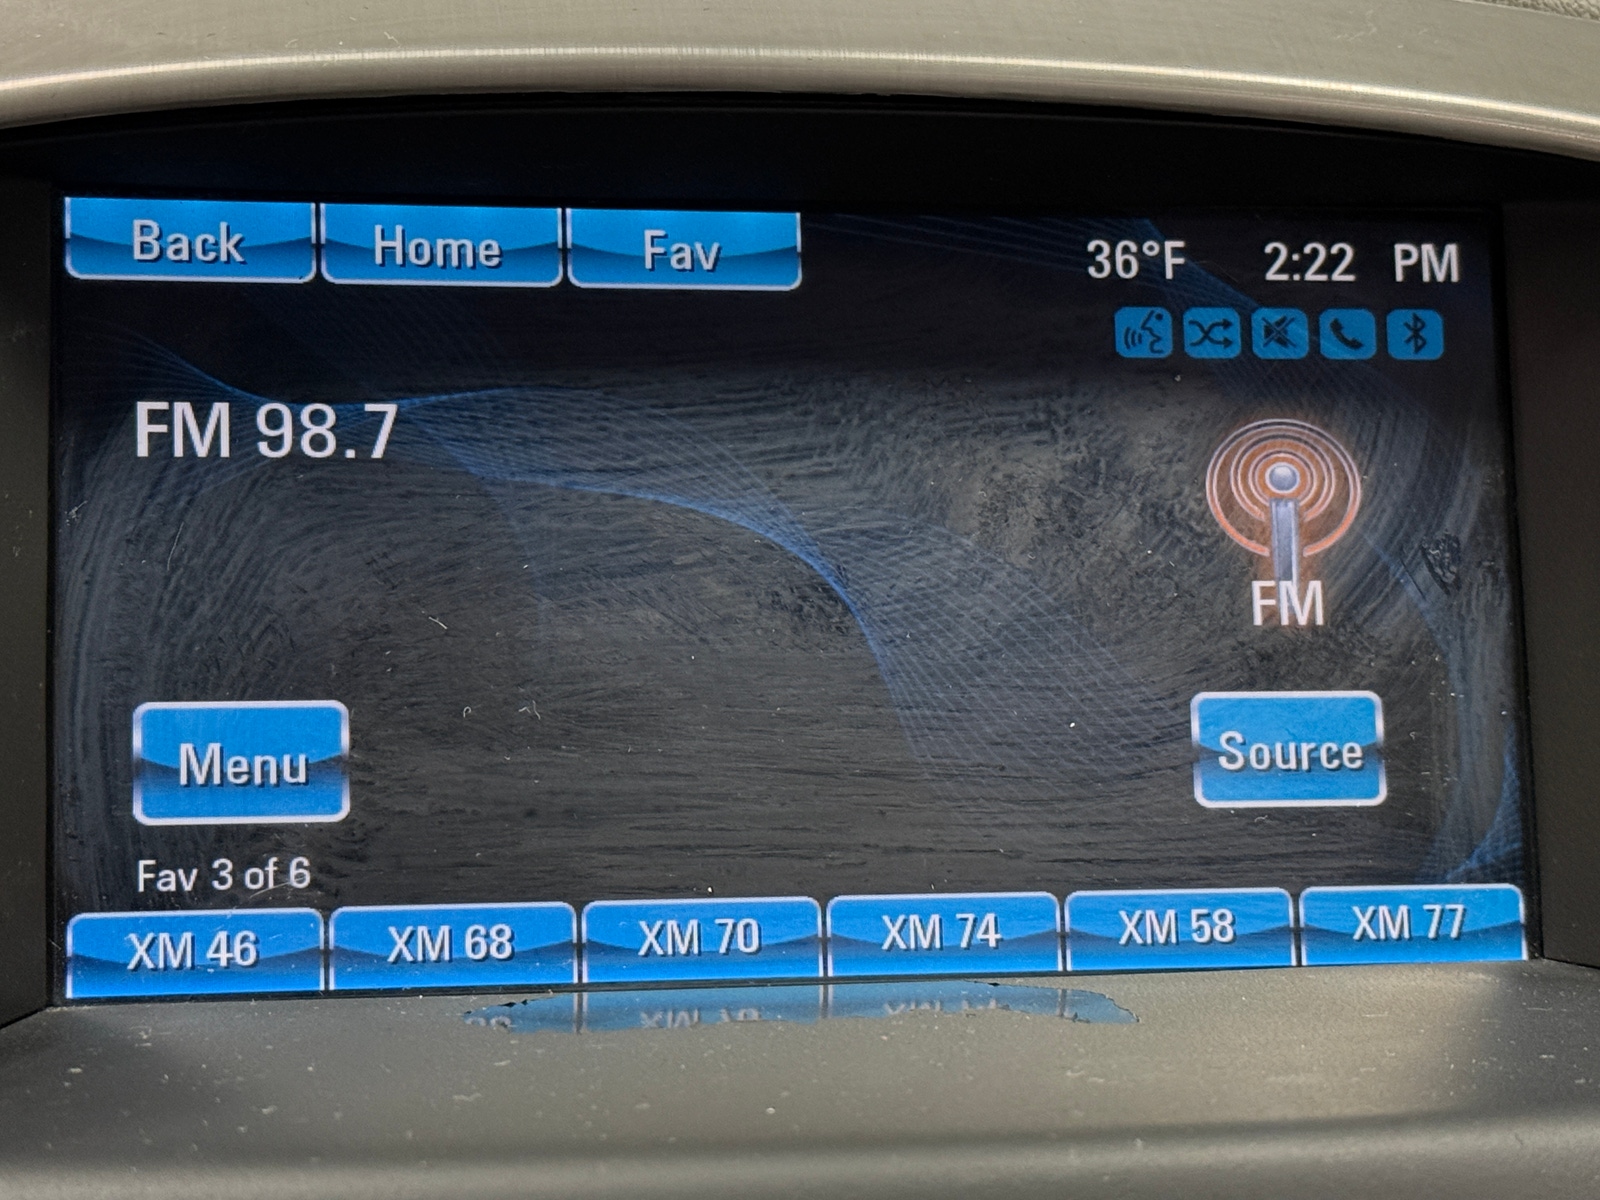 Back Home Fav 36°F 2:22 PM
FM 98.7
FM
Menu Source
Fav 3 of 6
XM 46 XM 68 XM 70 XM 74 XM 58 XM 77